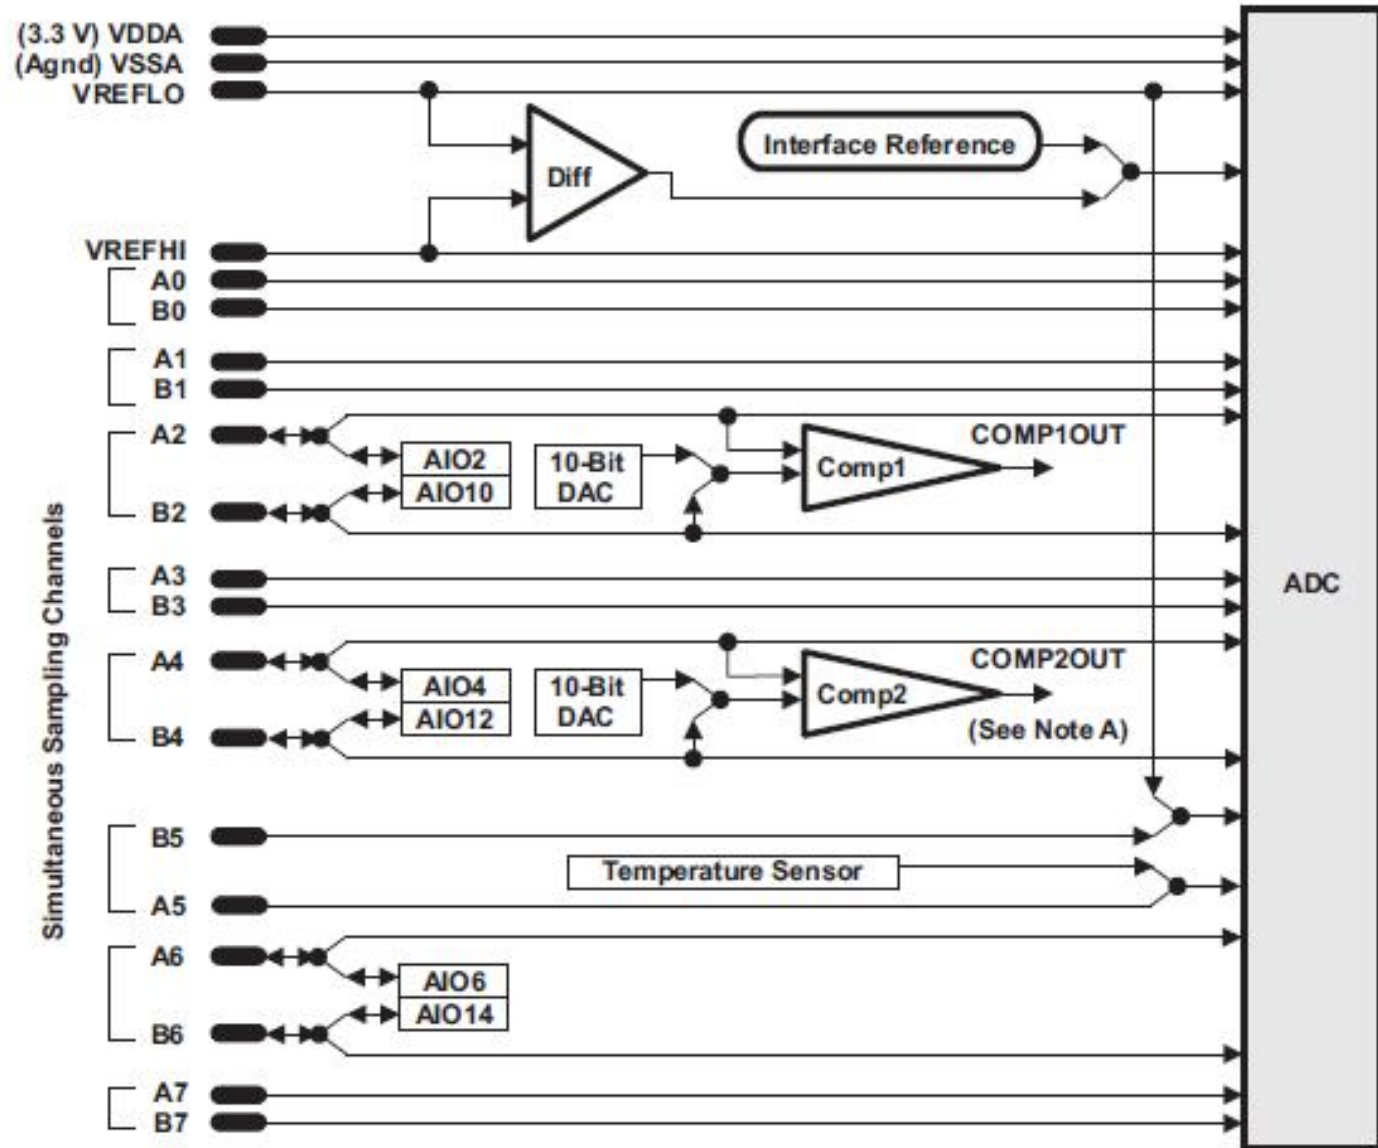 (3.3 V) VDDA
(Agnd) VSSA
VREFLO
Interface Reference
Diff
VREFHI
A0
B0
A1
B1
A2
AIO2
AIO10
10-Bit
DAC
Comp1
COMP1OUT
B2
A3
B3
ADC
Simultaneous Sampling Channels
A4
AIO4
AIO12
10-Bit
DAC
Comp2
COMP2OUT
(See Note A)
B4
B5
Temperature Sensor
A5
A6
AIO6
AIO14
B6
A7
B7